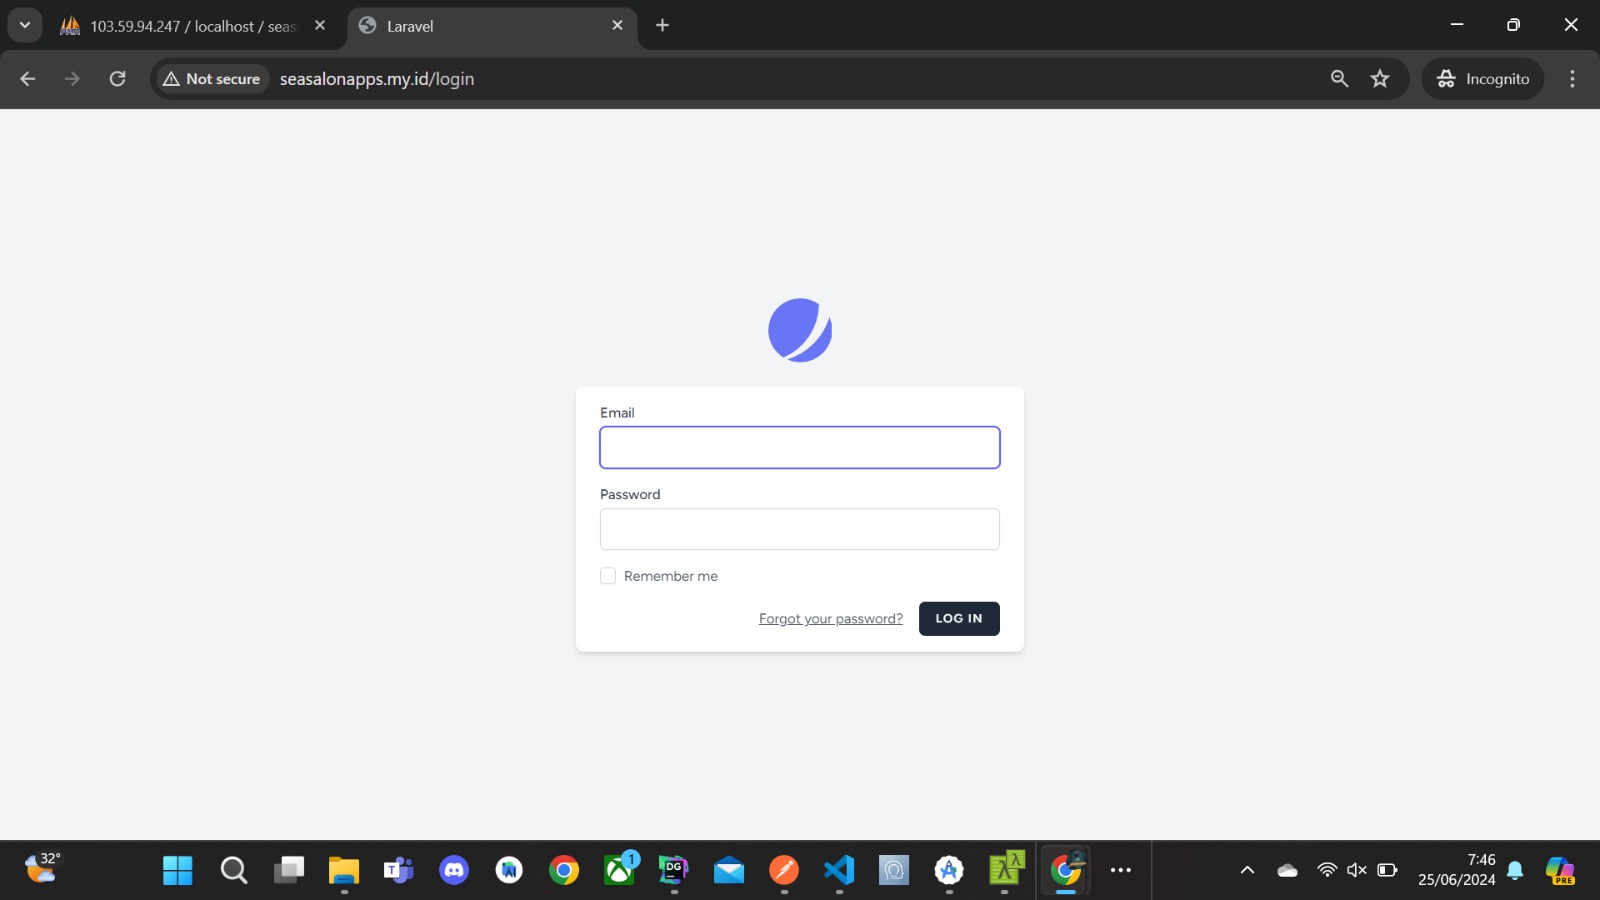 103.59.94.247 / localhost / seas
Laravel
Not secure
seasalonapps.my.id/login
Incognito
Email
Password
Remember me
Forgot your password?
LOG IN
32°
T
AI
1
DG
λ
λ
PRE
7:46
25/06/2024